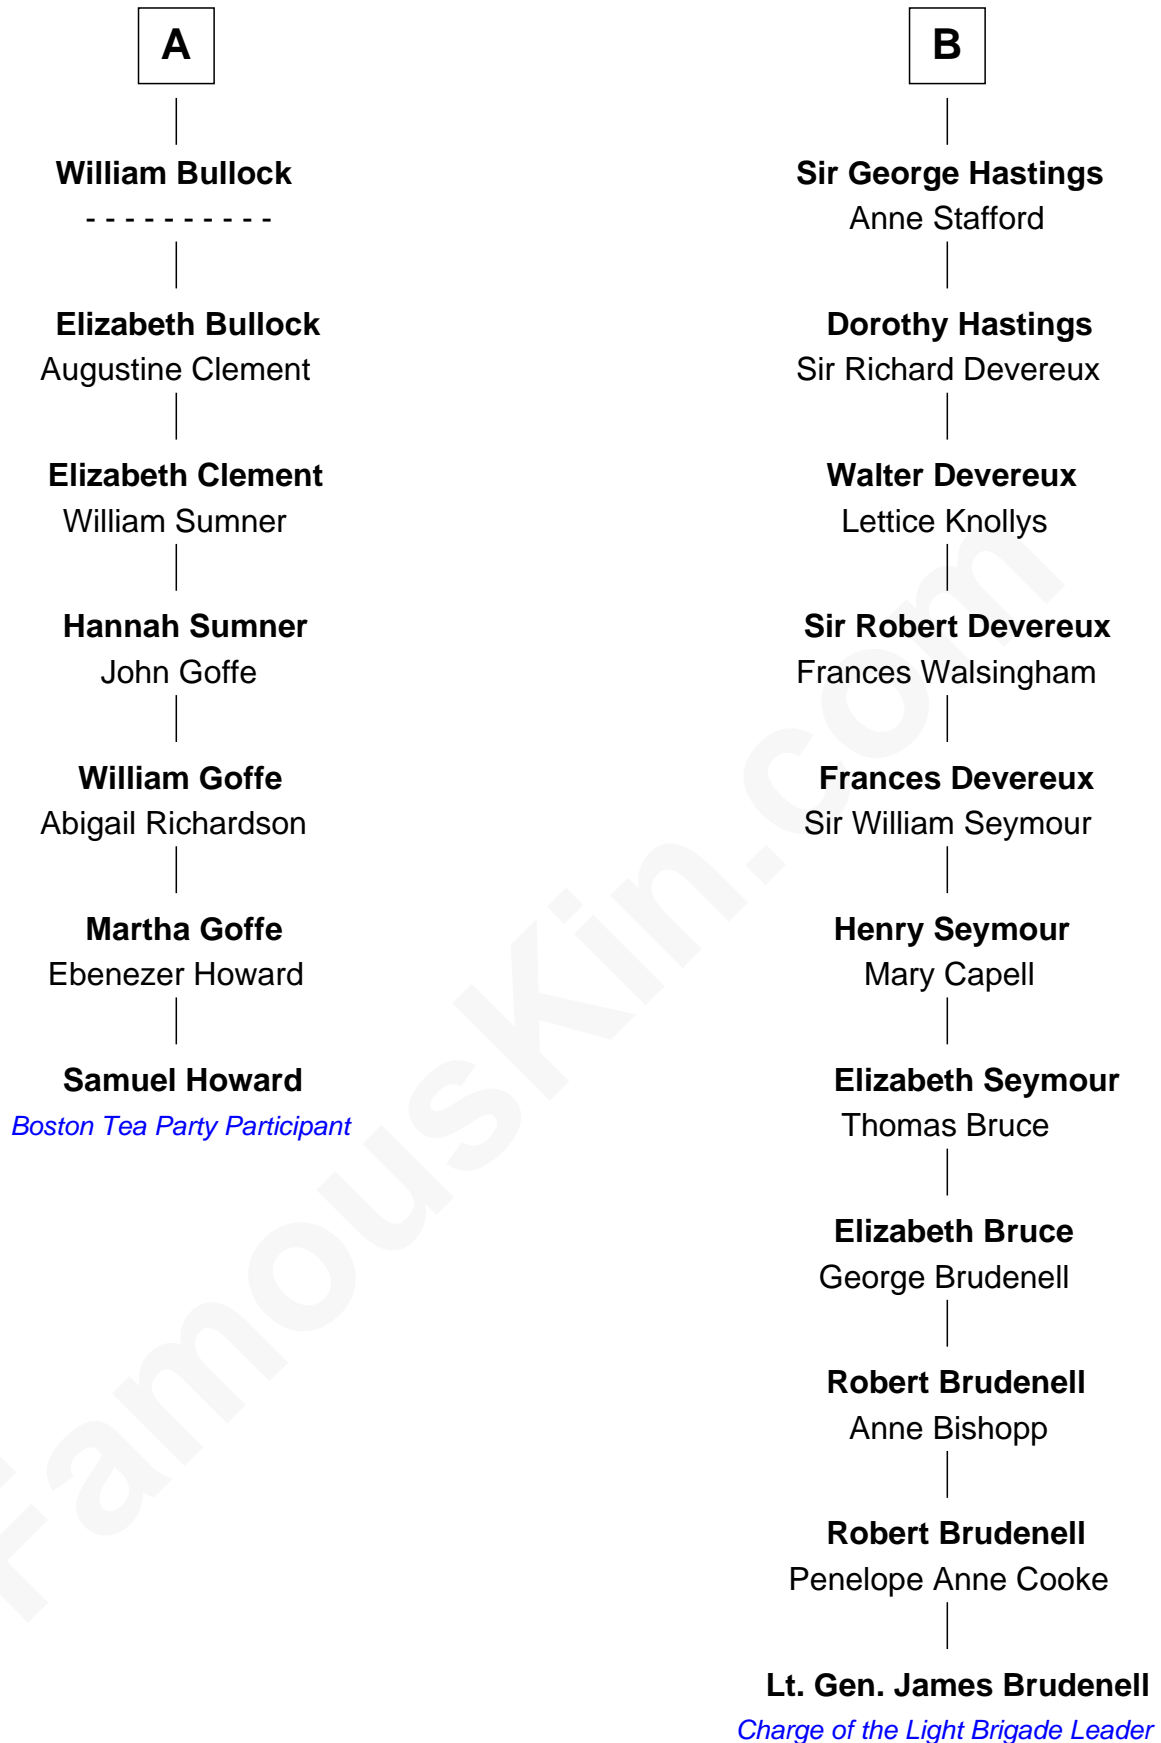 A
William Bullock
- - - - - - - - - -
Elizabeth Bullock
Augustine Clement
Elizabeth Clement
William Sumner
Hannah Sumner
John Goffe
William Goffe
Abigail Richardson
Martha Goffe
Ebenezer Howard
Samuel Howard
Boston Tea Party Participant
B
Sir George Hastings
Anne Stafford
Dorothy Hastings
Sir Richard Devereux
Walter Devereux
Lettice Knollys
Sir Robert Devereux
Frances Walsingham
Frances Devereux
Sir William Seymour
Henry Seymour
Mary Capell
Elizabeth Seymour
Thomas Bruce
Elizabeth Bruce
George Brudenell
Robert Brudenell
Anne Bishopp
Robert Brudenell
Penelope Anne Cooke
Lt. Gen. James Brudenell
Charge of the Light Brigade Leader
FamousKin.com